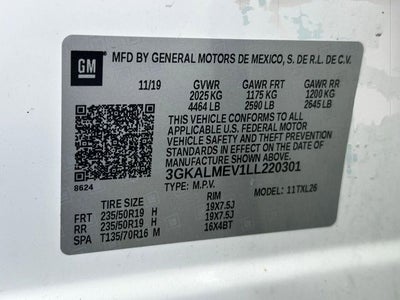 GM
MFD BY GENERAL MOTORS DE MEXICO, S. DE R.L. DE C.V.
11/19 GVWR GAWR FRT GAWR RR
2025 KG 1175 KG 1200 KG
4464 LB 2590 LB 2645 LB
THIS VEHICLE CONFORMS TO ALL
APPLICABLE U.S. FEDERAL MOTOR
VEHICLE SAFETY AND THEFT
PREVENTION STANDARDS IN EFFECT
ON THE DATE OF MANUFACTURE
SHOWN ABOVE.
3GKALMEV1LL220301
8624 TYPE: M.P.V. MODEL: 11TXL26
TIRE SIZE RIM
FRT 235/50R19 H 19X7.5J
RR 235/50R19 H 19X7.5J
SPA T135/70R16 M 16X4BT